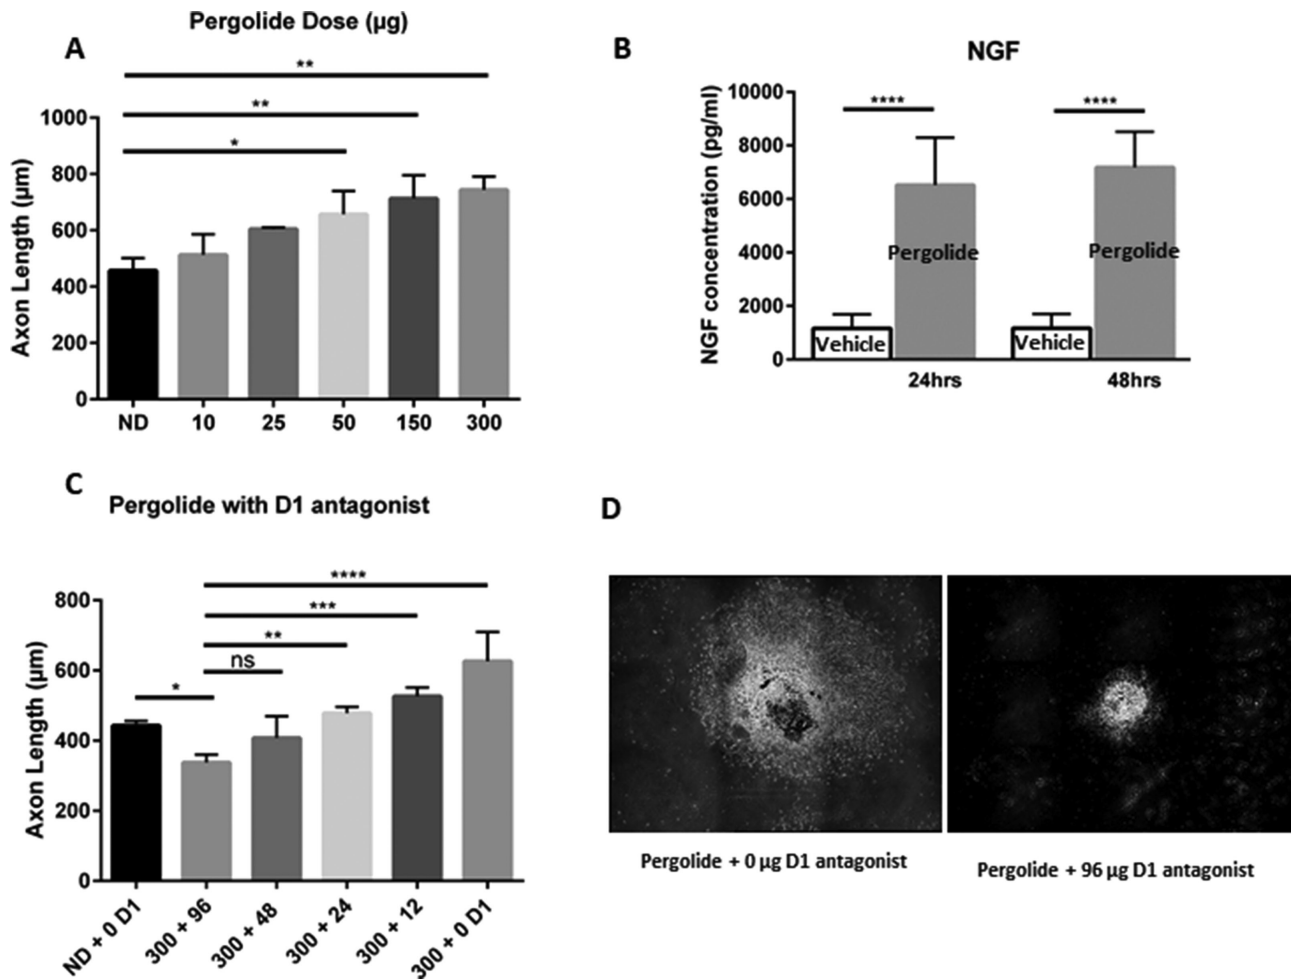 A
Pergolide Dose (µg)
**
**
*
Axon Length (µm)
1000
800
600
400
200
0
ND 10 25 50 150 300
B
NGF
****
****
NGF concentration (pg/ml)
10000
8000
6000
4000
2000
0
Vehicle
Pergolide
Vehicle
Pergolide
24hrs 48hrs
C
Pergolide with D1 antagonist
****
***
**
ns
*
Axon Length (µm)
800
600
400
200
0
ND + 0 D1
300 + 96
300 + 48
300 + 24
300 + 12
300 + 0 D1
D
Pergolide + 0 µg D1 antagonist
Pergolide + 96 µg D1 antagonist